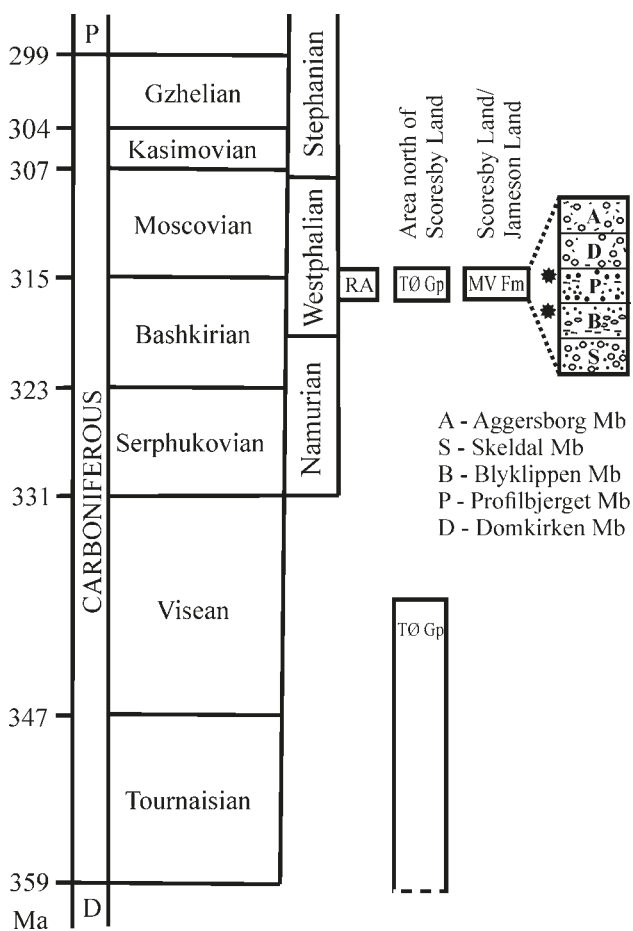 P
299
Gzhelian
304
Kasimovian
307
Moscovian
315
Bashkirian
323
Serphukovian
331
Visean
347
Tournaisian
359
Ma
D
CARBONIFEROUS
Stephanian
Westphalian
Namurian
Area north of
Scoresby Land
Scoresby Land/
Jameson Land
RA
TØ Gp
MV Fm
A
D
P
B
S
A - Aggersborg Mb
S - Skeldal Mb
B - Blyklippen Mb
P - Profilbjerget Mb
D - Domkirken Mb
TØ Gp